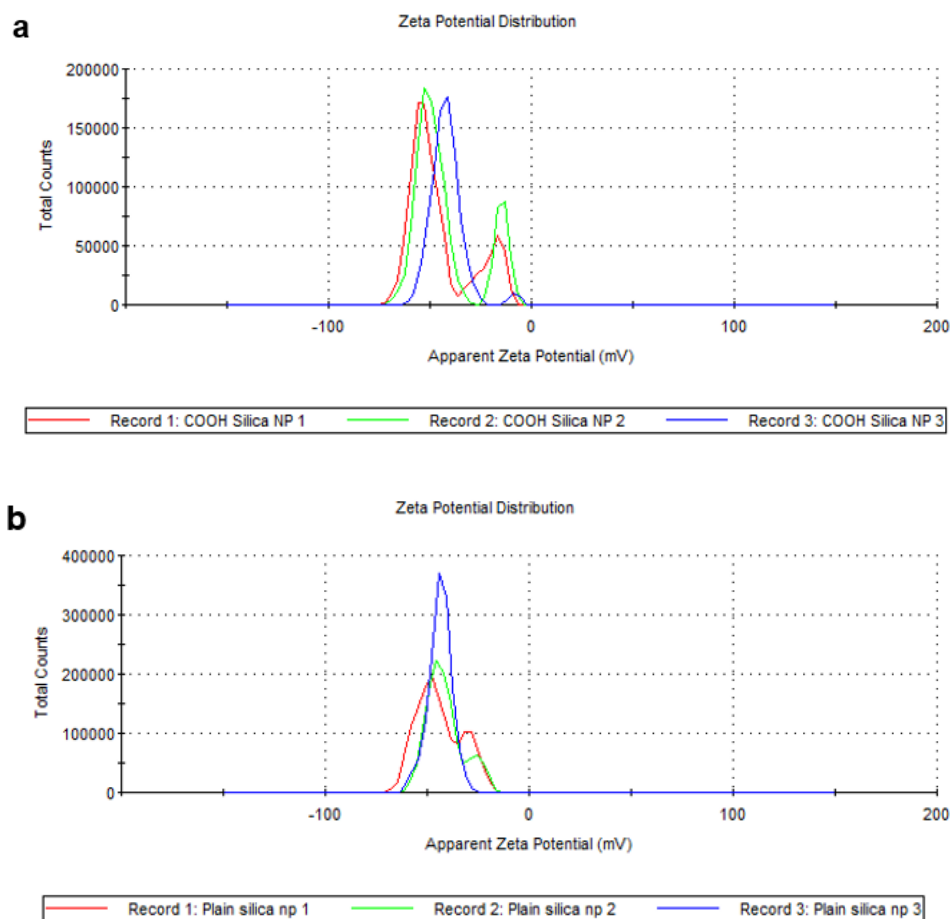 a
Zeta Potential Distribution
200000
150000
100000
50000
0
Total Counts
-100 0 100 200
Apparent Zeta Potential (mV)
Record 1: COOH Silica NP 1 Record 2: COOH Silica NP 2 Record 3: COOH Silica NP 3
b
Zeta Potential Distribution
400000
300000
200000
100000
0
Total Counts
-100 0 100 200
Apparent Zeta Potential (mV)
Record 1: Plain silica np 1 Record 2: Plain silica np 2 Record 3: Plain silica np 3